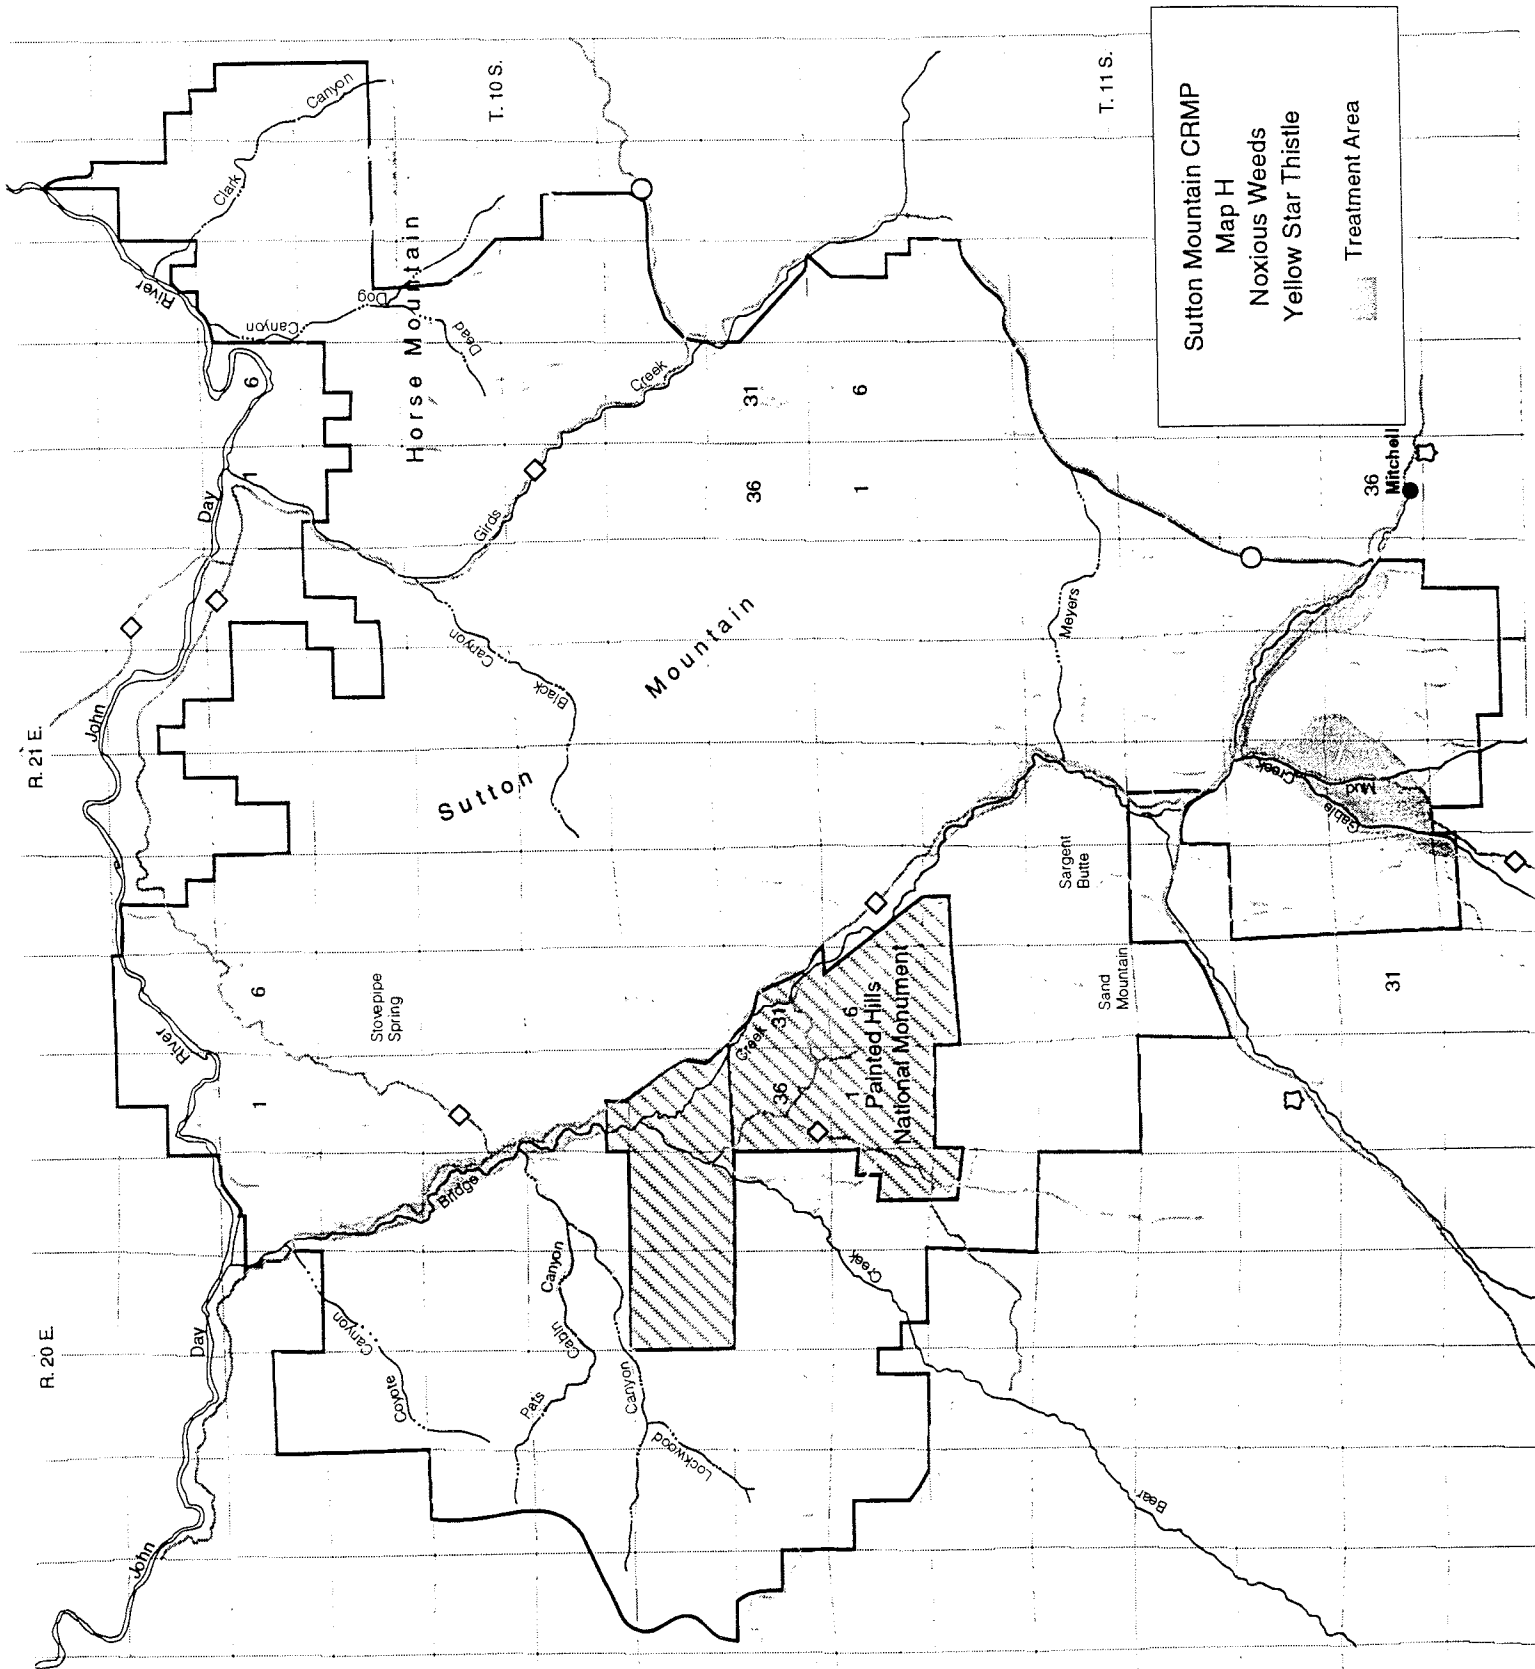 Sutton Mountain CRMP
Map H
Noxious Weeds
Yellow Star Thistle
Treatment Area
R. 20 E.
R. 21 E.
T. 10 S.
T. 11 S.
John
Day
River
John
Day
River
Clark
Canyon
Canyon
Dog
Dead
Horse Mountain
Girds
Creek
Black
Canyon
Sutton
Mountain
Stovepipe
Spring
Bridge
Creek
Coyote
Canyon
Pats
Cabin
Canyon
Lockwood
Canyon
Bear
Creek
Painted Hills
National Monument
Sand
Mountain
Sargent
Butte
Meyers
Gable
Creek
Mud
Mitchell
6
1
6
1
31
6
36
1
31
6
36
1
36
31